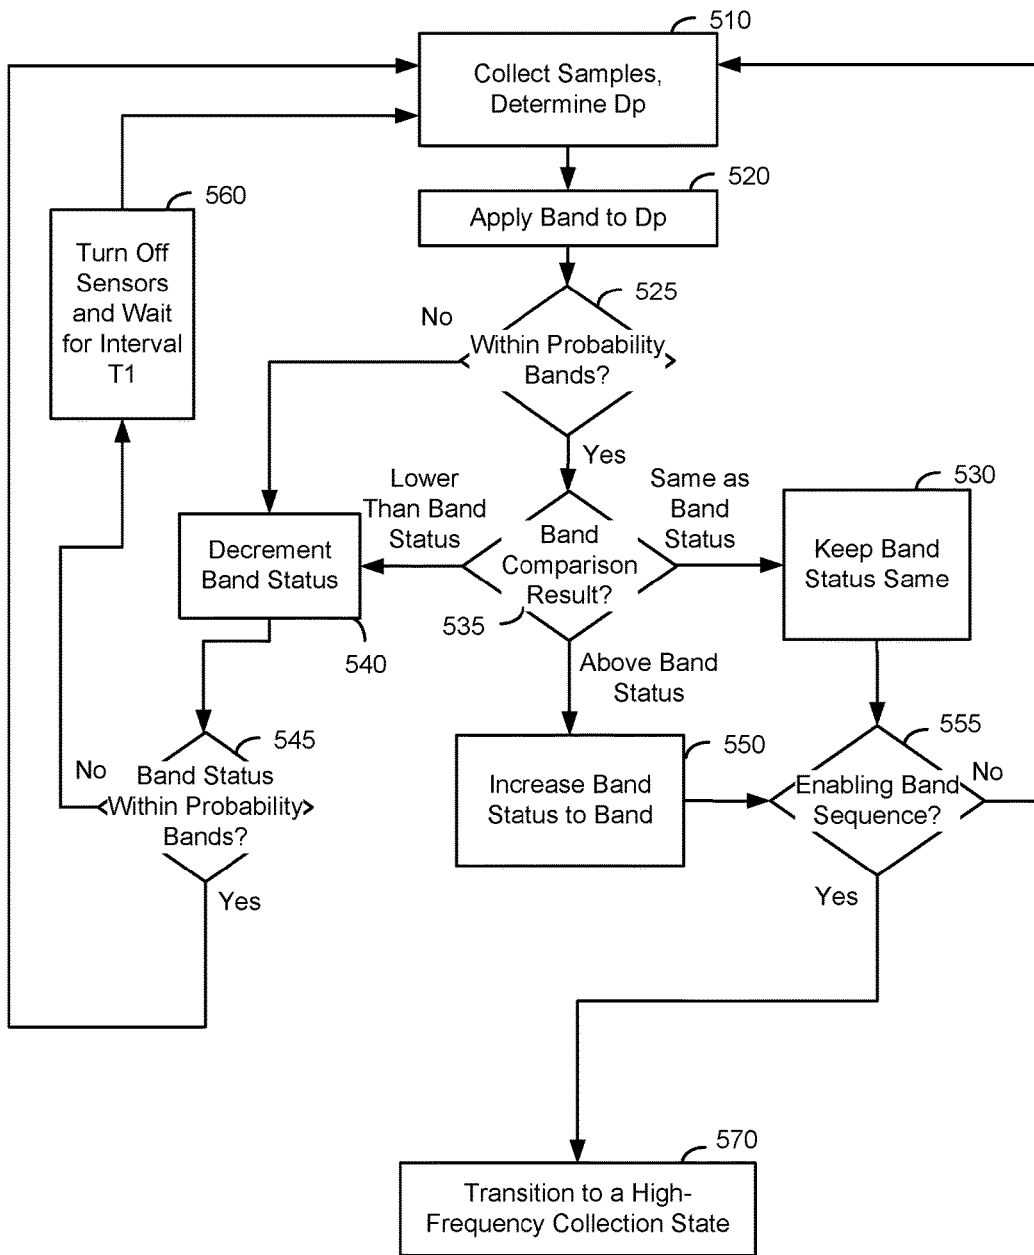 510
Collect Samples,
Determine Dp
520
Apply Band to Dp
560
Turn Off
Sensors
and Wait
for Interval
T1
525
No
Within Probability
Bands?
Yes
Lower
Than Band
Status
Same as
Band
Status
530
Keep Band
Status Same
Decrement
Band Status
540
Band
Comparison
Result?
535
Above Band
Status
545
No
Band Status
Within Probability
Bands?
Yes
550
Increase Band
Status to Band
555
Enabling Band
Sequence?
No
Yes
570
Transition to a High-
Frequency Collection State